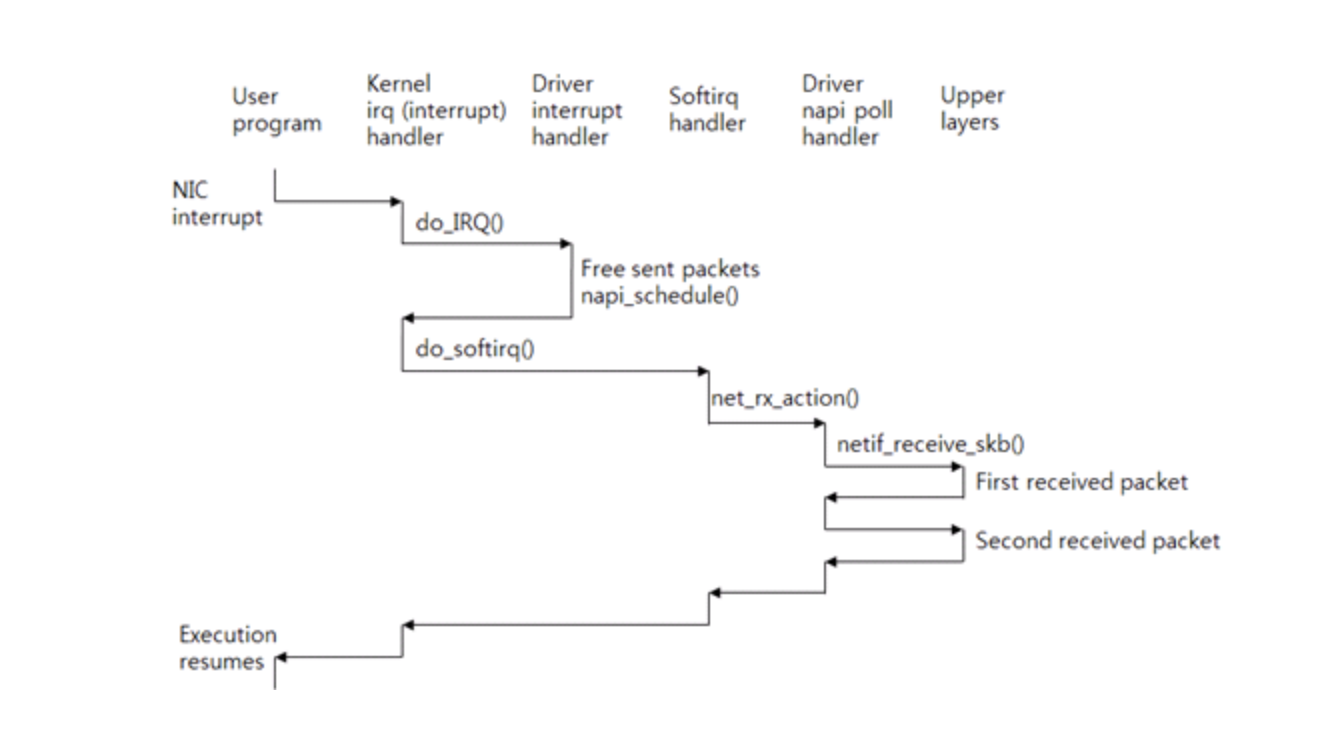 User
program
Kernel
irq (interrupt)
handler
Driver
interrupt
handler
Softirq
handler
Driver
napi poll
handler
Upper
layers
NIC
interrupt
do_IRQ()
Free sent packets
napi_schedule()
do_softirq()
net_rx_action()
netif_receive_skb()
First received packet
Second received packet
Execution
resumes